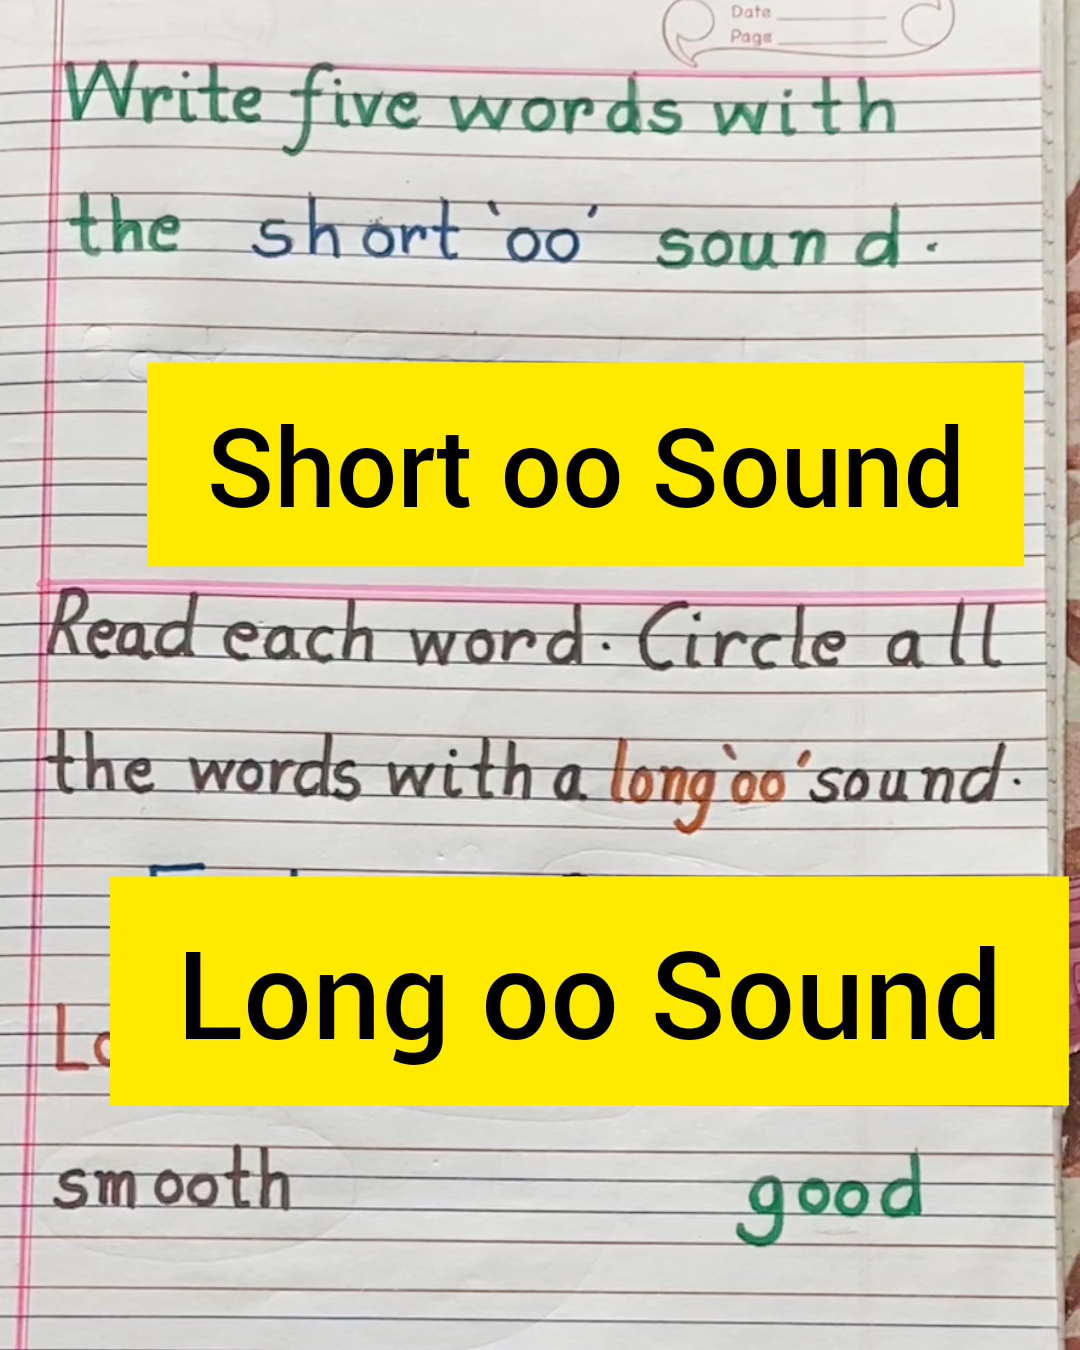 Date
Page
Write five words with
the short 'oo' sound.
Short oo Sound
Read each word. Circle all
the words with a long 'oo' sound.
Long oo Sound
smooth good